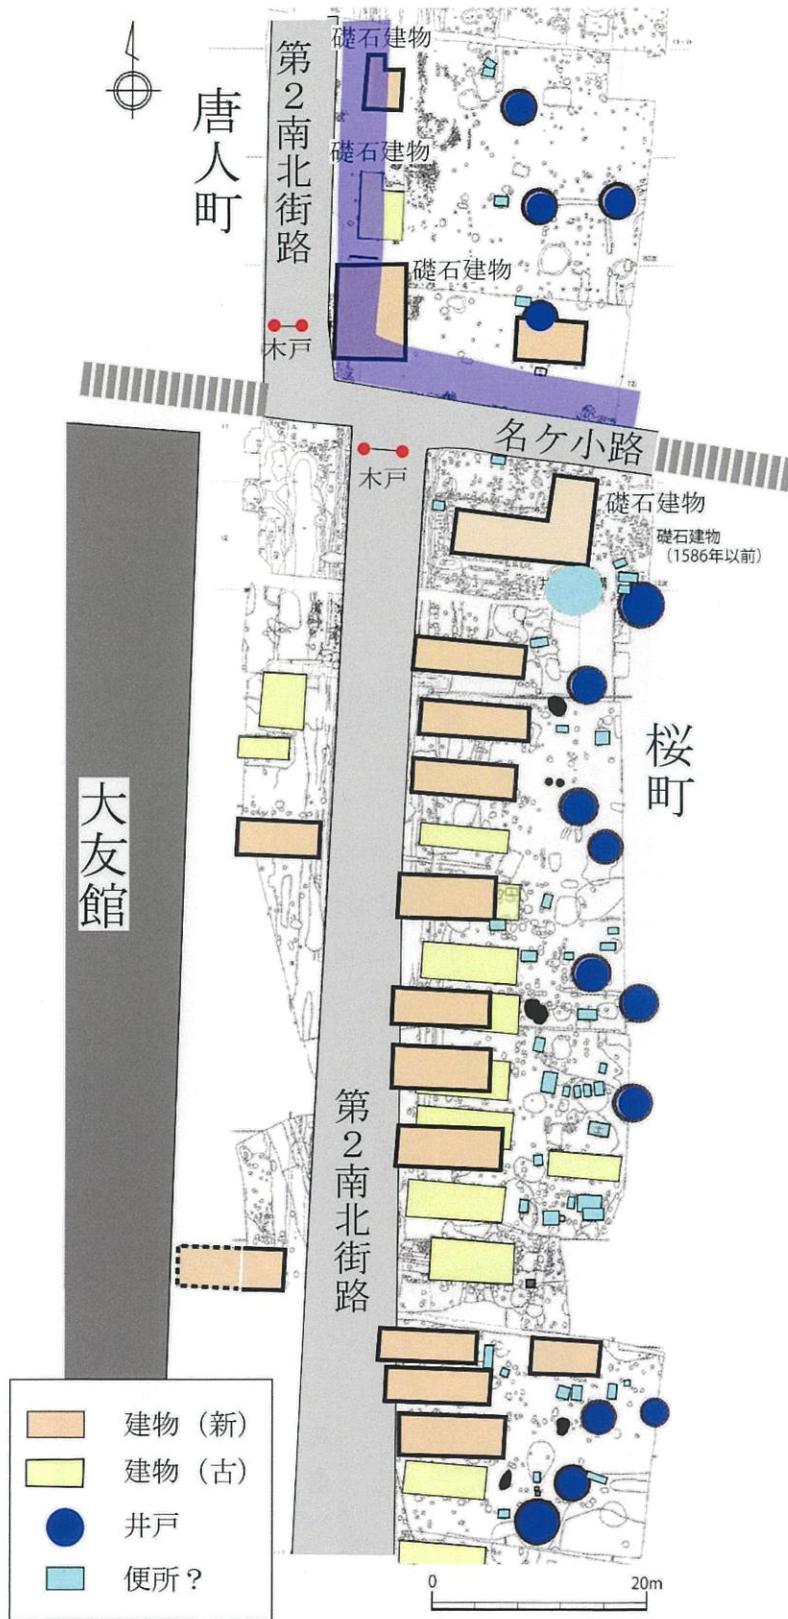 礎石建物
第2南北街路
唐人町
礎石建物
礎石建物
木戸
名ケ小路
木戸
礎石建物
礎石建物
(1586年以前)
桜町
大友館
第2南北街路
建物(新)
建物(古)
井戸
便所?
0 20m